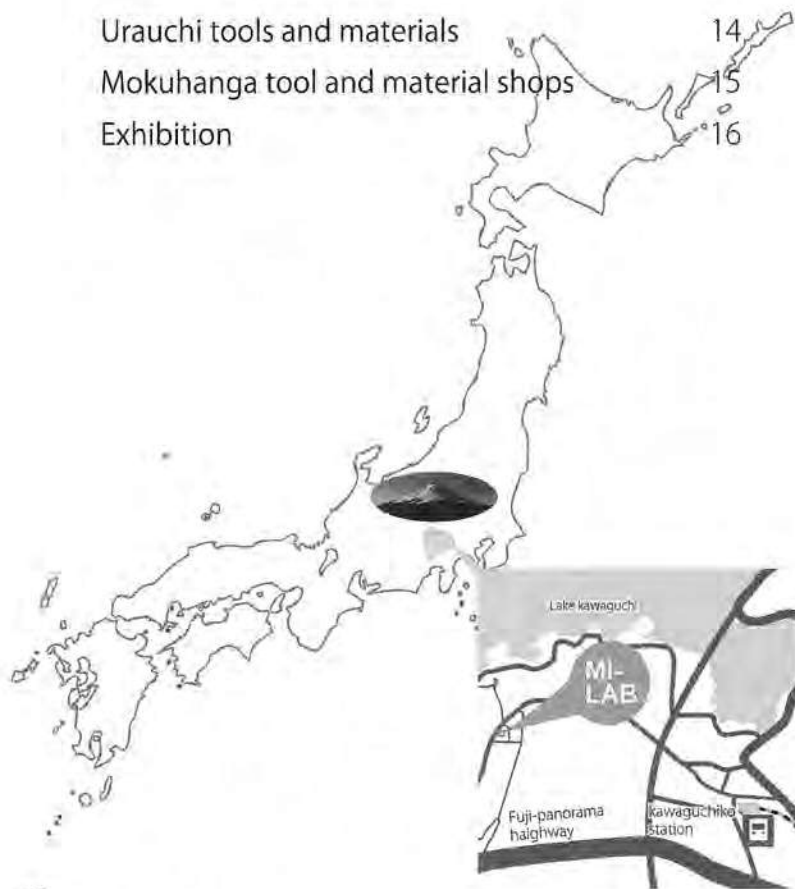 Urauchi tools and materials 14
Mokuhanga tool and material shops 15
Exhibition 16
Lake kawaguchi
MI-
LAB
Fuji-panorama
haighway
kawaguchiko
station